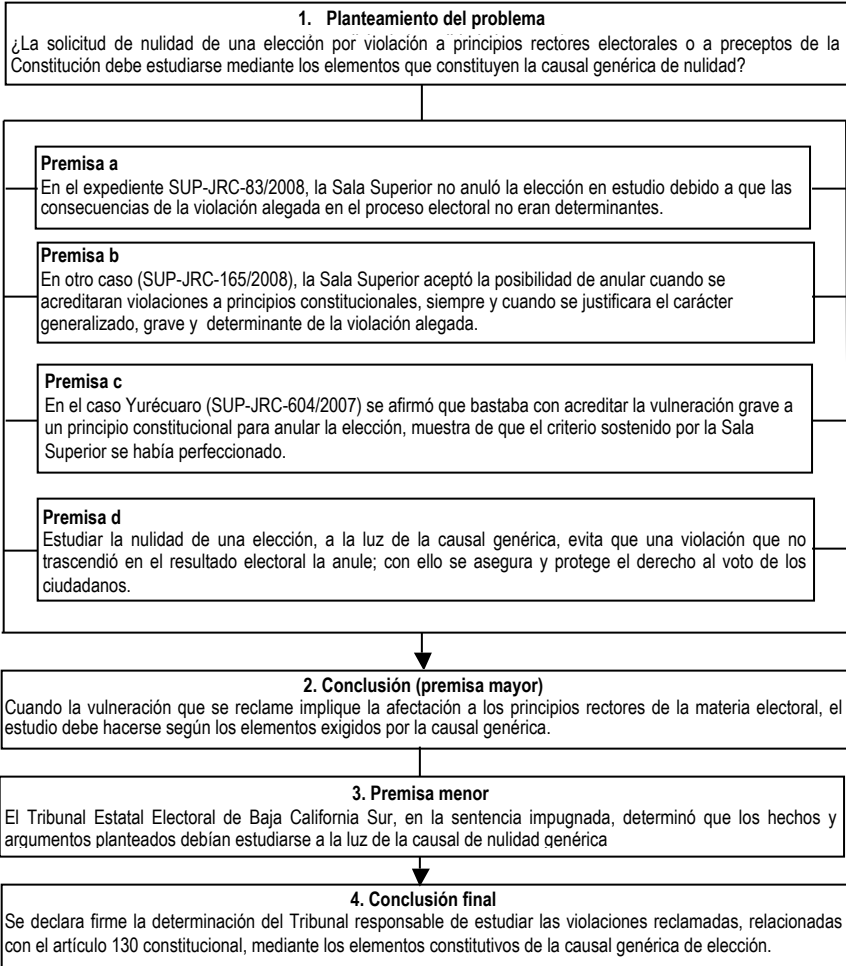 1. Planteamiento del problema
¿La solicitud de nulidad de una elección por violación a principios rectores electorales o a preceptos de la
Constitución debe estudiarse mediante los elementos que constituyen la causal genérica de nulidad?
Premisa a
En el expediente SUP-JRC-83/2008, la Sala Superior no anuló la elección en estudio debido a que las
consecuencias de la violación alegada en el proceso electoral no eran determinantes.
Premisa b
En otro caso (SUP-JRC-165/2008), la Sala Superior aceptó la posibilidad de anular cuando se
acreditaran violaciones a principios constitucionales, siempre y cuando se justificara el carácter
generalizado, grave y determinante de la violación alegada.
Premisa c
En el caso Yurécuaro (SUP-JRC-604/2007) se afirmó que bastaba con acreditar la vulneración grave a
un principio constitucional para anular la elección, muestra de que el criterio sostenido por la Sala
Superior se había perfeccionado.
Premisa d
Estudiar la nulidad de una elección, a la luz de la causal genérica, evita que una violación que no
trascendió en el resultado electoral la anule; con ello se asegura y protege el derecho al voto de los
ciudadanos.
2. Conclusión (premisa mayor)
Cuando la vulneración que se reclame implique la afectación a los principios rectores de la materia electoral, el
estudio debe hacerse según los elementos exigidos por la causal genérica.
3. Premisa menor
El Tribunal Estatal Electoral de Baja California Sur, en la sentencia impugnada, determinó que los hechos y
argumentos planteados debían estudiarse a la luz de la causal de nulidad genérica
4. Conclusión final
Se declara firme la determinación del Tribunal responsable de estudiar las violaciones reclamadas, relacionadas
con el artículo 130 constitucional, mediante los elementos constitutivos de la causal genérica de elección.